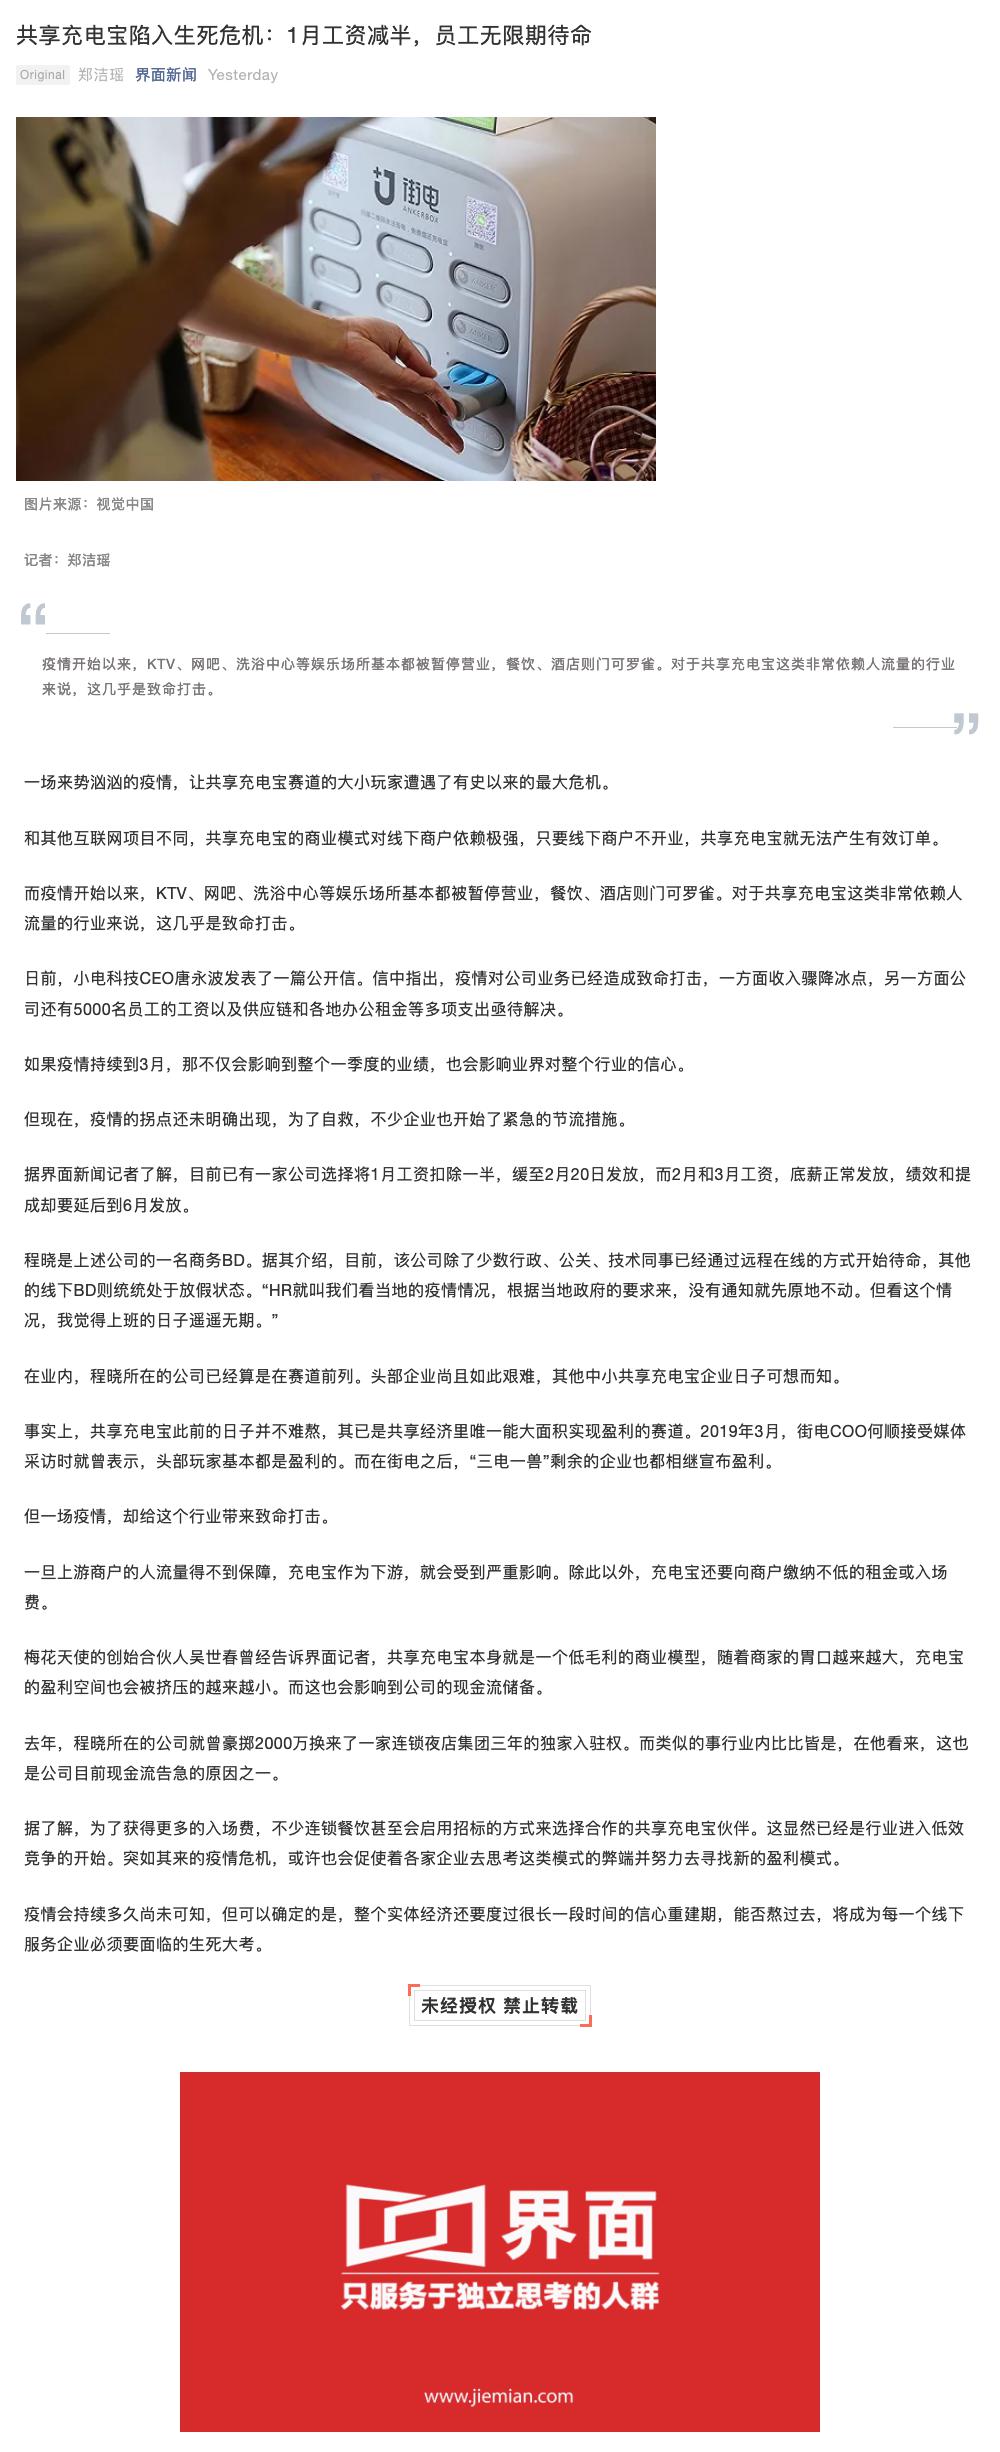 共享充电宝陷入生死危机：1月工资减半，员工无限期待命
Original 郑洁瑶 界面新闻 Yesterday
街电
ANKERBOX
图片来源：视觉中国
记者：郑洁瑶
疫情开始以来，KTV、网吧、洗浴中心等娱乐场所基本都被暂停营业，餐饮、酒店则门可罗雀。对于共享充电宝这类非常依赖人流量的行业
来说，这几乎是致命打击。
一场来势汹汹的疫情，让共享充电宝赛道的大小玩家遭遇了有史以来的最大危机。
和其他互联网项目不同，共享充电宝的商业模式对线下商户依赖极强，只要线下商户不开业，共享充电宝就无法产生有效订单。
而疫情开始以来，KTV、网吧、洗浴中心等娱乐场所基本都被暂停营业，餐饮、酒店则门可罗雀。对于共享充电宝这类非常依赖人
流量的行业来说，这几乎是致命打击。
日前，小电科技CEO唐永波发表了一篇公开信。信中指出，疫情对公司业务已经造成致命打击，一方面收入骤降冰点，另一方面公
司还有5000名员工的工资以及供应链和各地办公租金等多项支出亟待解决。
如果疫情持续到3月，那不仅会影响到整个一季度的业绩，也会影响业界对整个行业的信心。
但现在，疫情的拐点还未明确出现，为了自救，不少企业也开始了紧急的节流措施。
据界面新闻记者了解，目前已有一家公司选择将1月工资扣除一半，缓至2月20日发放，而2月和3月工资，底薪正常发放，绩效和提
成却要延后到6月发放。
程晓是上述公司的一名商务BD。据其介绍，目前，该公司除了少数行政、公关、技术同事已经通过远程在线的方式开始待命，其他
的线下BD则统统处于放假状态。“HR就叫我们看当地的疫情情况，根据当地政府的要求来，没有通知就先原地不动。但看这个情
况，我觉得上班的日子遥遥无期。”
在业内，程晓所在的公司已经算是在赛道前列。头部企业尚且如此艰难，其他中小共享充电宝企业日子可想而知。
事实上，共享充电宝此前的日子并不难熬，其已是共享经济里唯一能大面积实现盈利的赛道。2019年3月，街电COO何顺接受媒体
采访时就曾表示，头部玩家基本都是盈利的。而在街电之后，“三电一兽”剩余的企业也都相继宣布盈利。
但一场疫情，却给这个行业带来致命打击。
一旦上游商户的人流量得不到保障，充电宝作为下游，就会受到严重影响。除此以外，充电宝还要向商户缴纳不低的租金或入场
费。
梅花天使的创始合伙人吴世春曾经告诉界面记者，共享充电宝本身就是一个低毛利的商业模型，随着商家的胃口越来越大，充电宝
的盈利空间也会被挤压的越来越小。而这也会影响到公司的现金流储备。
去年，程晓所在的公司就曾豪掷2000万换来了一家连锁夜店集团三年的独家入驻权。而类似的事行业内比比皆是，在他看来，这也
是公司目前现金流告急的原因之一。
据了解，为了获得更多的入场费，不少连锁餐饮甚至会启用招标的方式来选择合作的共享充电宝伙伴。这显然已经是行业进入低效
竞争的开始。突如其来的疫情危机，或许也会促使着各家企业去思考这类模式的弊端并努力去寻找新的盈利模式。
疫情会持续多久尚未可知，但可以确定的是，整个实体经济还要度过很长一段时间的信心重建期，能否熬过去，将成为每一个线下
服务企业必须要面临的生死大考。
未经授权 禁止转载
界面
只服务于独立思考的人群
www.jiemian.com